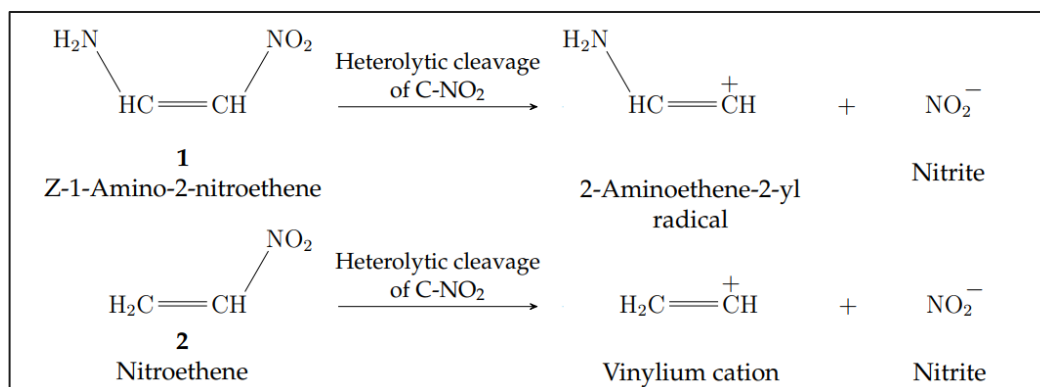 H₂N NO₂ Heterolytic cleavage of C-NO₂ H₂N
HC CH HC CH + + NO₂⁻
1
Z-1-Amino-2-nitroethene 2-Aminoethene-2-yl radical Nitrite
NO₂ Heterolytic cleavage of C-NO₂
H₂C CH H₂C CH + + NO₂⁻
2
Nitroethene Vinylium cation Nitrite